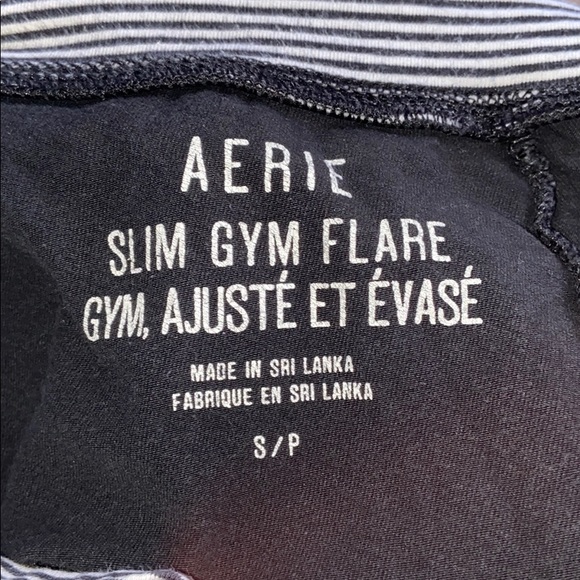 AERIE
SLIM GYM FLARE
GYM, AJUSTÉ ET ÉVASÉ
MADE IN SRI LANKA
FABRIQUE EN SRI LANKA
S/P